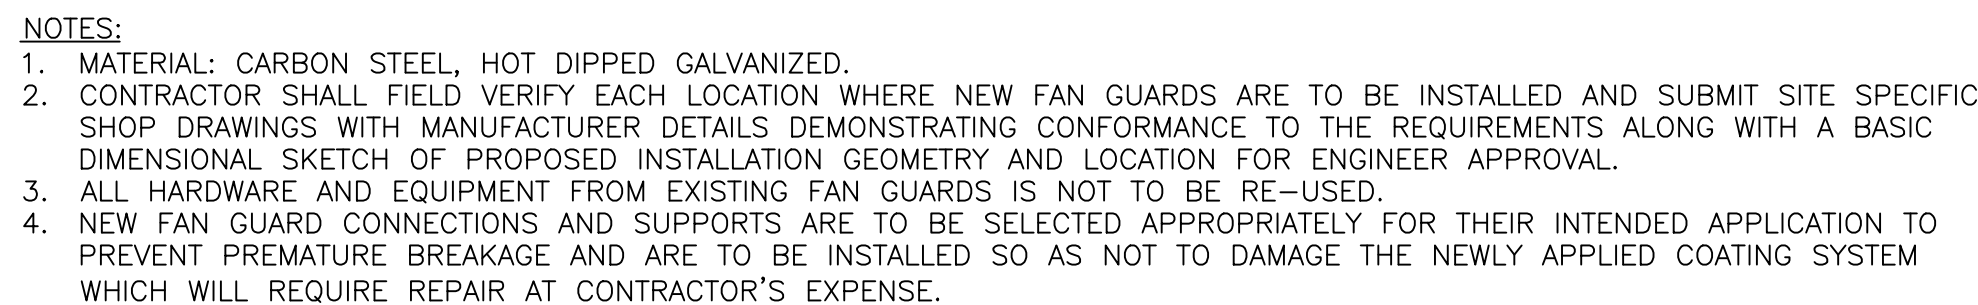 NOTES:
1. MATERIAL: CARBON STEEL, HOT DIPPED GALVANIZED.
2. CONTRACTOR SHALL FIELD VERIFY EACH LOCATION WHERE NEW FAN GUARDS ARE TO BE INSTALLED AND SUBMIT SITE SPECIFIC
SHOP DRAWINGS WITH MANUFACTURER DETAILS DEMONSTRATING CONFORMANCE TO THE REQUIREMENTS ALONG WITH A BASIC
DIMENSIONAL SKETCH OF PROPOSED INSTALLATION GEOMETRY AND LOCATION FOR ENGINEER APPROVAL.
3. ALL HARDWARE AND EQUIPMENT FROM EXISTING FAN GUARDS IS NOT TO BE RE-USED.
4. NEW FAN GUARD CONNECTIONS AND SUPPORTS ARE TO BE SELECTED APPROPRIATELY FOR THEIR INTENDED APPLICATION TO
PREVENT PREMATURE BREAKAGE AND ARE TO BE INSTALLED SO AS NOT TO DAMAGE THE NEWLY APPLIED COATING SYSTEM
WHICH WILL REQUIRE REPAIR AT CONTRACTOR'S EXPENSE.